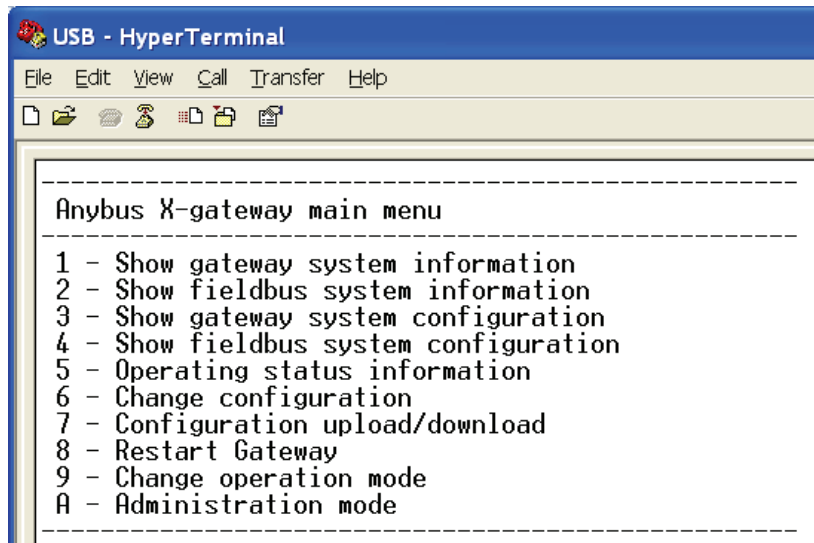 USB - HyperTerminal
File Edit View Call Transfer Help
Anybus X-gateway main menu
1 - Show gateway system information
2 - Show fieldbus system information
3 - Show gateway system configuration
4 - Show fieldbus system configuration
5 - Operating status information
6 - Change configuration
7 - Configuration upload/download
8 - Restart Gateway
9 - Change operation mode
A - Administration mode